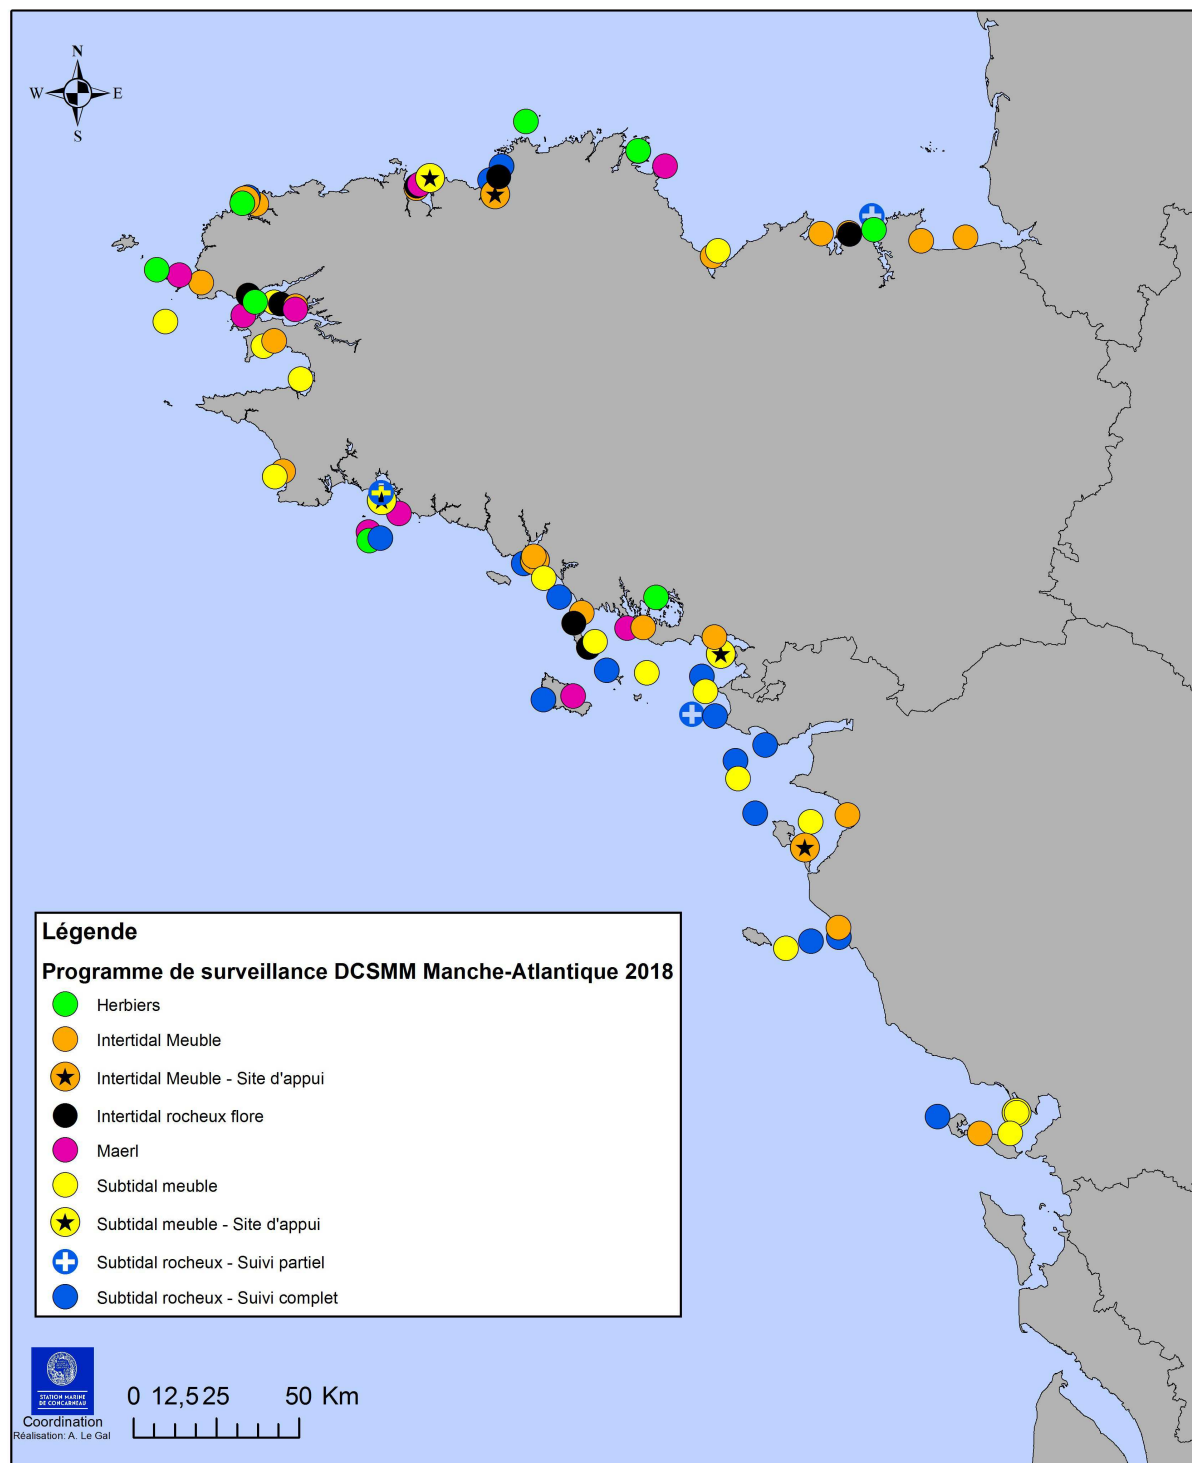 N
W E
S
Légende
Programme de surveillance DCSMM Manche-Atlantique 2018
Herbiers
Intertidal Meuble
Intertidal Meuble - Site d'appui
Intertidal rocheux flore
Maerl
Subtidal meuble
Subtidal meuble - Site d'appui
Subtidal rocheux - Suivi partiel
Subtidal rocheux - Suivi complet
STATION MARINE
DE CONCARNEAU
Coordination
Réalisation: A. Le Gal
0 12,5 25 50 Km